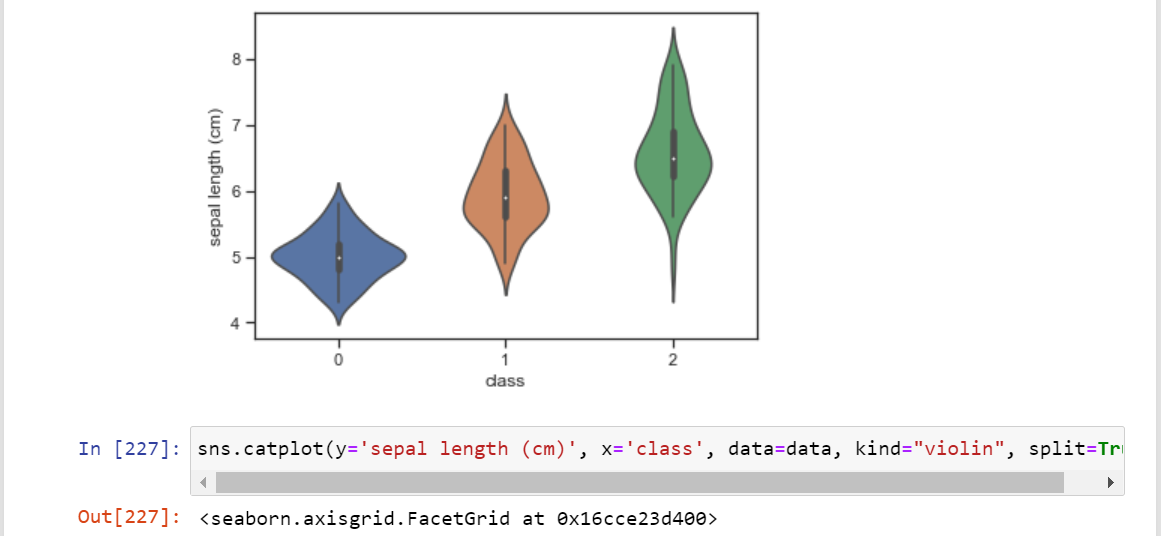 8
7
6
5
4
sepal length (cm)
0 1 2
class
In [227]: sns.catplot(y='sepal length (cm)', x='class', data=data, kind="violin", split=
Out[227]: <seaborn.axisgrid.FacetGrid at 0x16cce23d400>